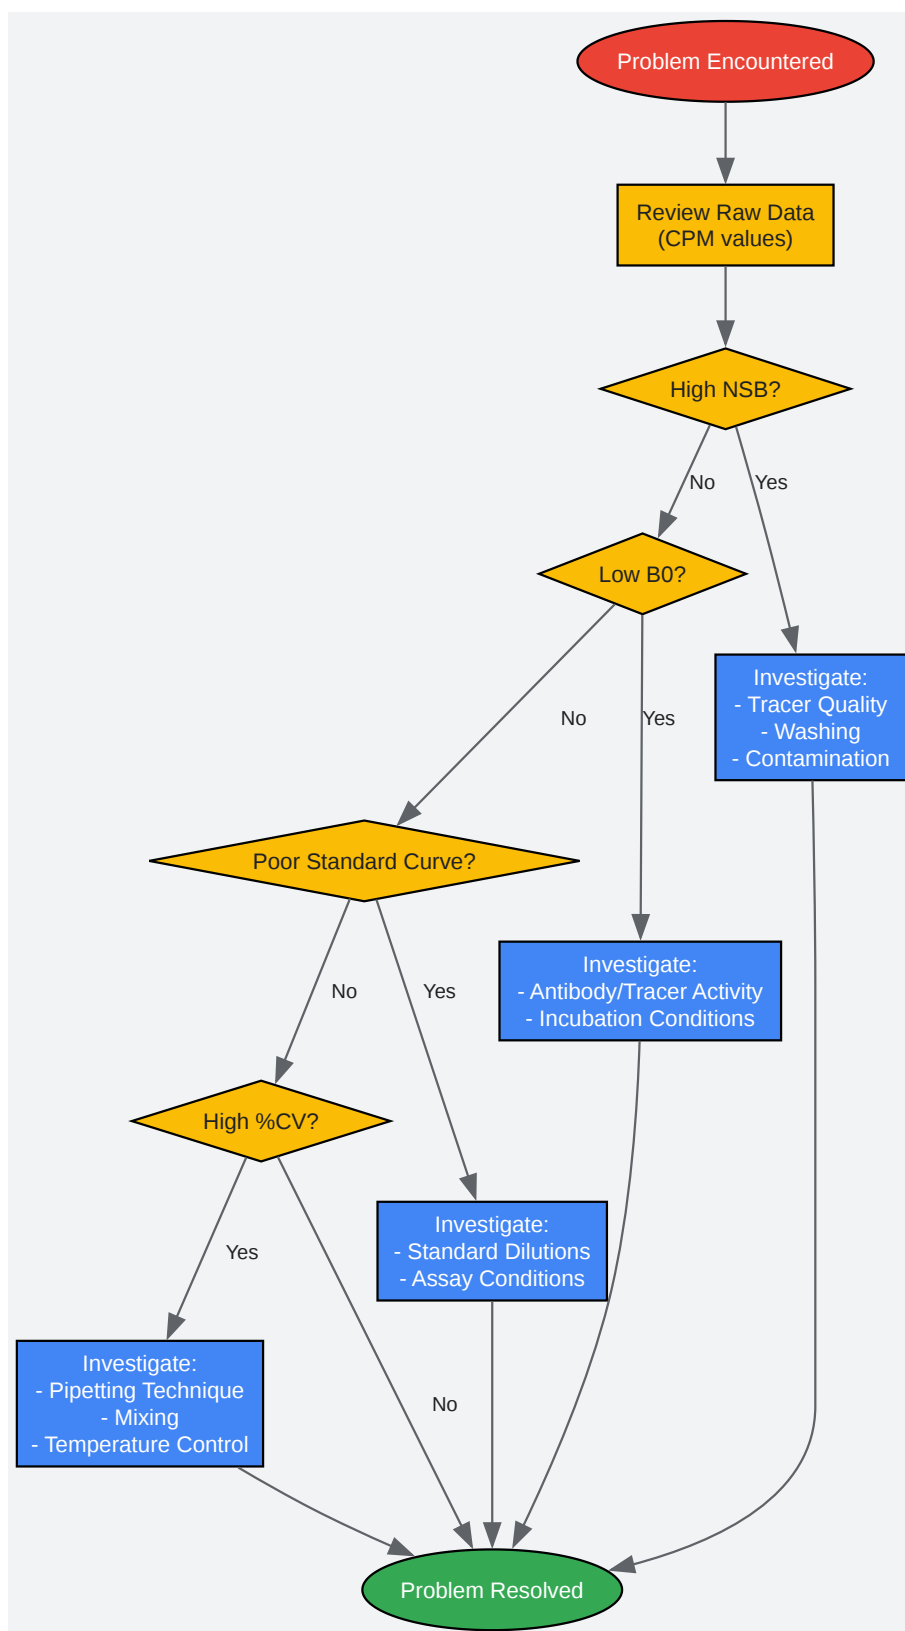 Problem Encountered
Review Raw Data
(CPM values)
High NSB?
No
Yes
Low B0?
Investigate:
- Tracer Quality
- Washing
- Contamination
No
Yes
Poor Standard Curve?
Investigate:
- Antibody/Tracer Activity
- Incubation Conditions
No
Yes
High %CV?
Investigate:
- Standard Dilutions
- Assay Conditions
Yes
No
Investigate:
- Pipetting Technique
- Mixing
- Temperature Control
Problem Resolved